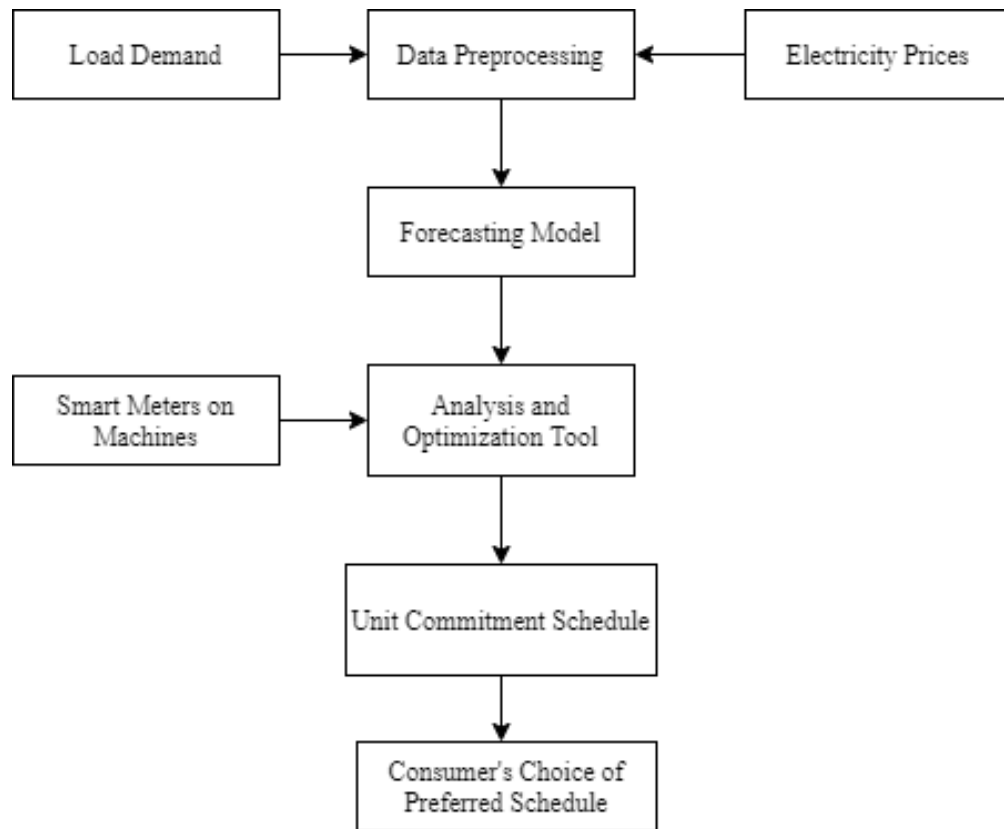 Load Demand
Data Preprocessing
Electricity Prices
Forecasting Model
Smart Meters on
Machines
Analysis and
Optimization Tool
Unit Commitment Schedule
Consumer's Choice of
Preferred Schedule